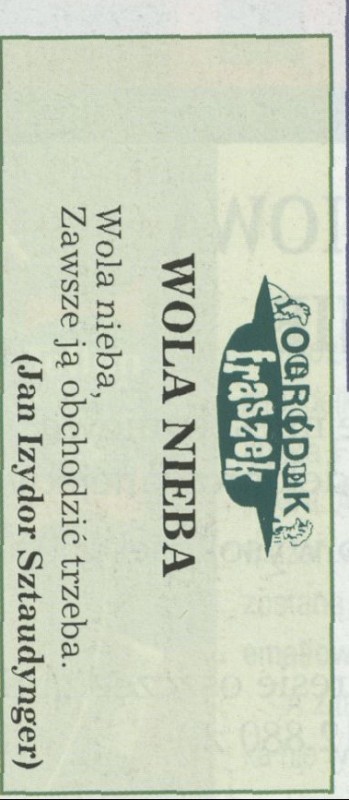 OGRÓDEK
fraszek
WOLA NIEBA
Wola nieba,
Zawsze ją obchodzić trzeba.
(Jan Izydor Sztaudynger)